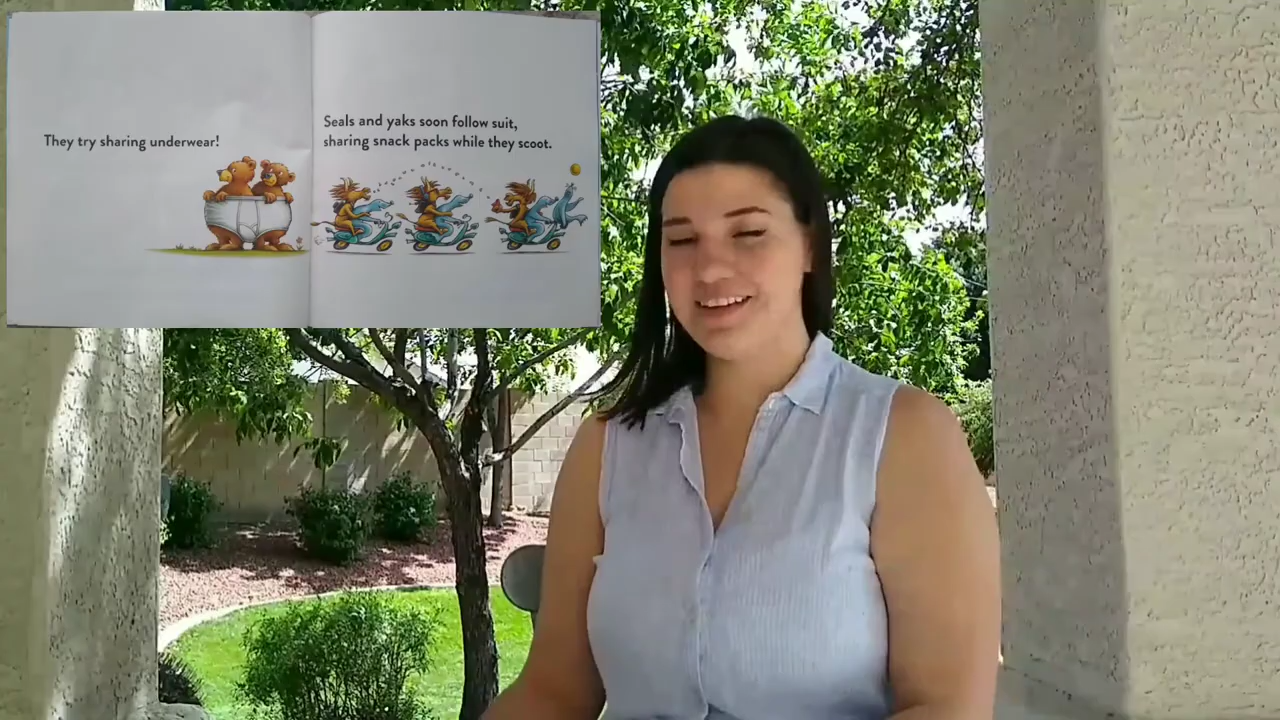 They try sharing underwear!
Seals and yaks soon follow suit,
sharing snack packs while they scoot.